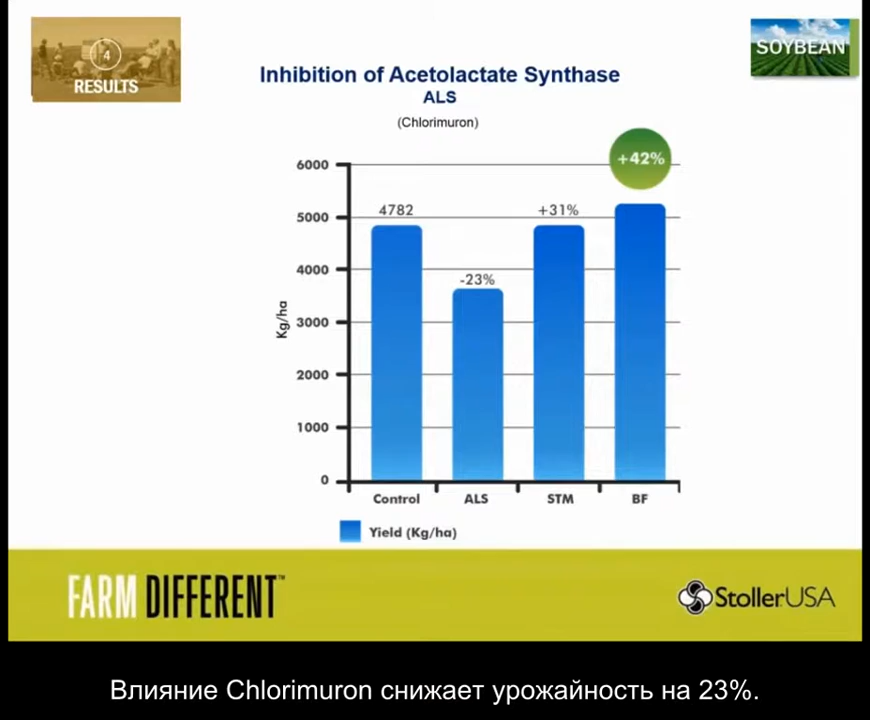 4
RESULTS
SOYBEAN
Inhibition of Acetolactate Synthase
ALS
(Chlorimuron)
+42%
6000
5000
4000
3000
2000
1000
0
Kg/ha
4782
-23%
+31%
Control ALS STM BF
Yield (Kg/ha)
FARM DIFFERENT™
StollerUSA
Влияние Chlorimuron снижает урожайность на 23%.